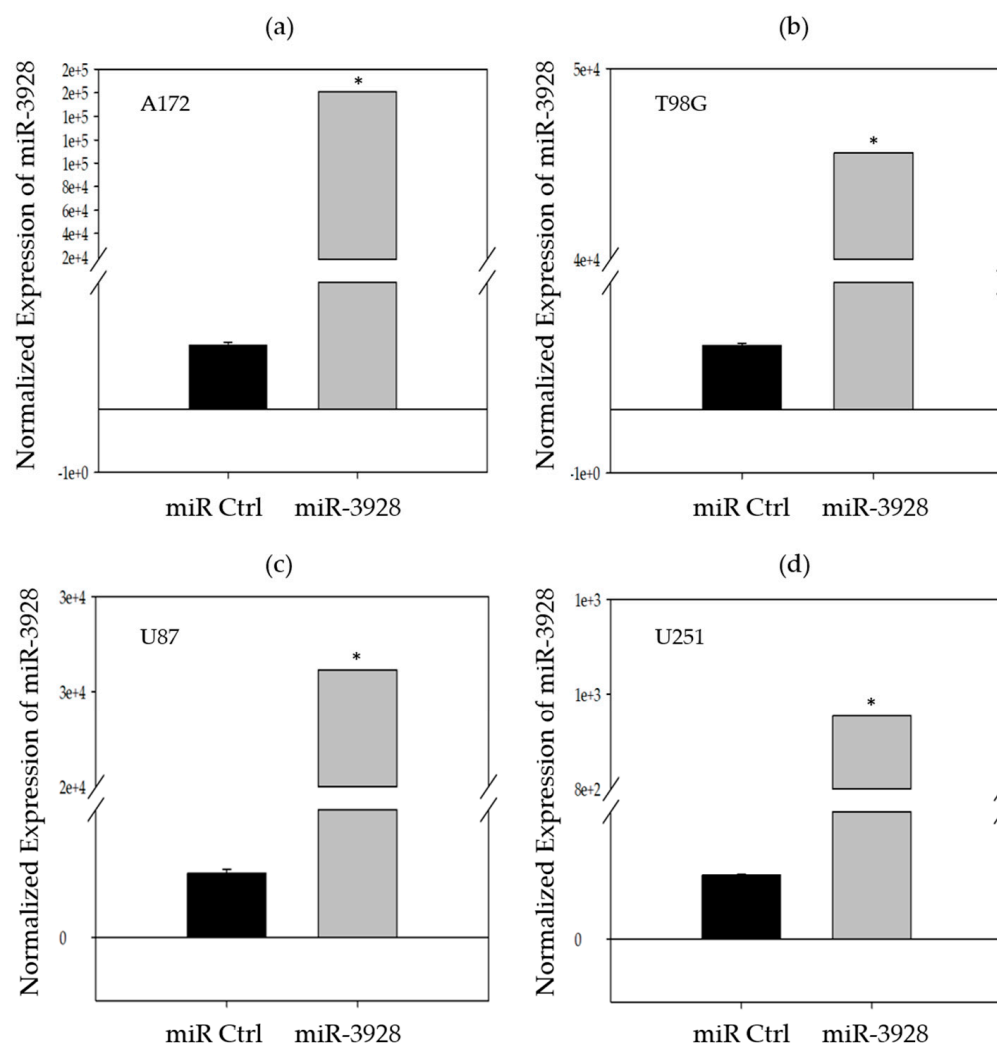 (a)
Normalized Expression of miR-3928
2e+5
2e+5
1e+5
1e+5
1e+5
8e+4
6e+4
4e+4
2e+4
-1e+0
A172
*
miR Ctrl miR-3928
(b)
Normalized Expression of miR-3928
5e+4
4e+4
-1e+0
T98G
*
miR Ctrl miR-3928
(c)
Normalized Expression of miR-3928
3e+4
3e+4
2e+4
0
U87
*
miR Ctrl miR-3928
(d)
Normalized Expression of miR-3928
1e+3
1e+3
8e+2
0
U251
*
miR Ctrl miR-3928